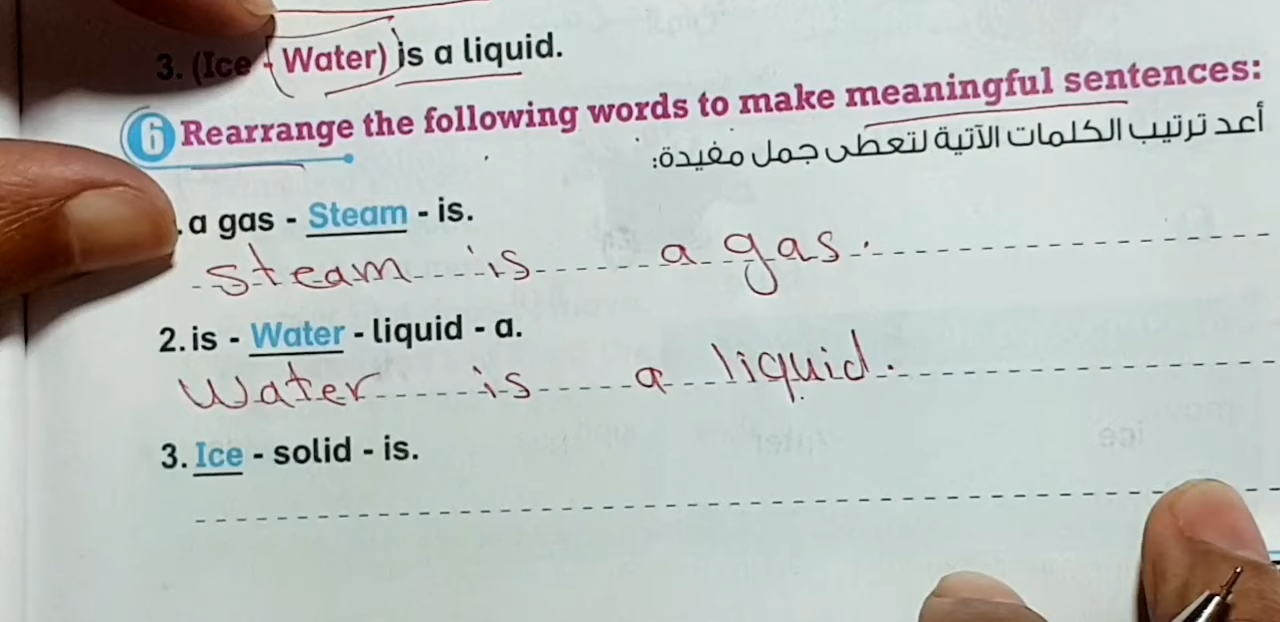 3. (Ice - Water) is a liquid.
6 Rearrange the following words to make meaningful sentences:
أعد ترتيب الكلمات الآتية لتعطى جمل مفيدة:
. a gas - Steam - is.
steam is a gas.
2. is - Water - liquid - a.
Water is a liquid.
3. Ice - solid - is.